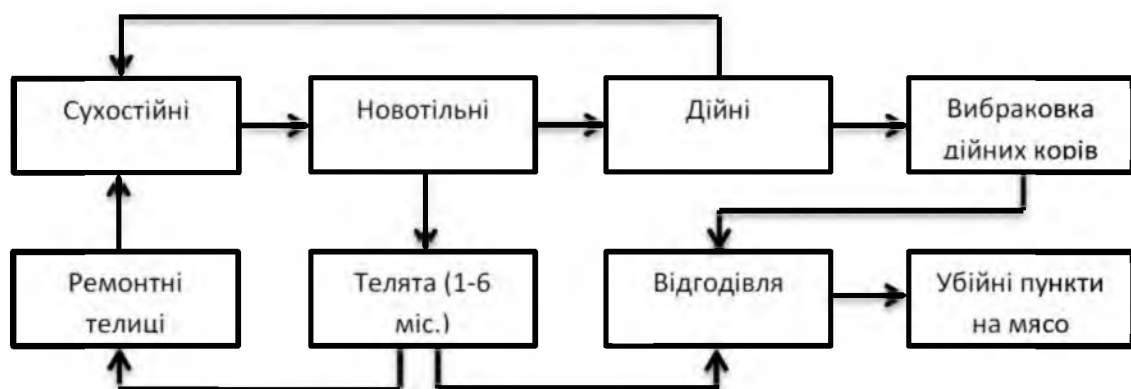 Сухостійні
Новотільні
Дійні
Вибраковка
дійних корів
Ремонтні
телиці
Телята (1-6
міс.)
Відгодівля
Убійні пункти
на мясо